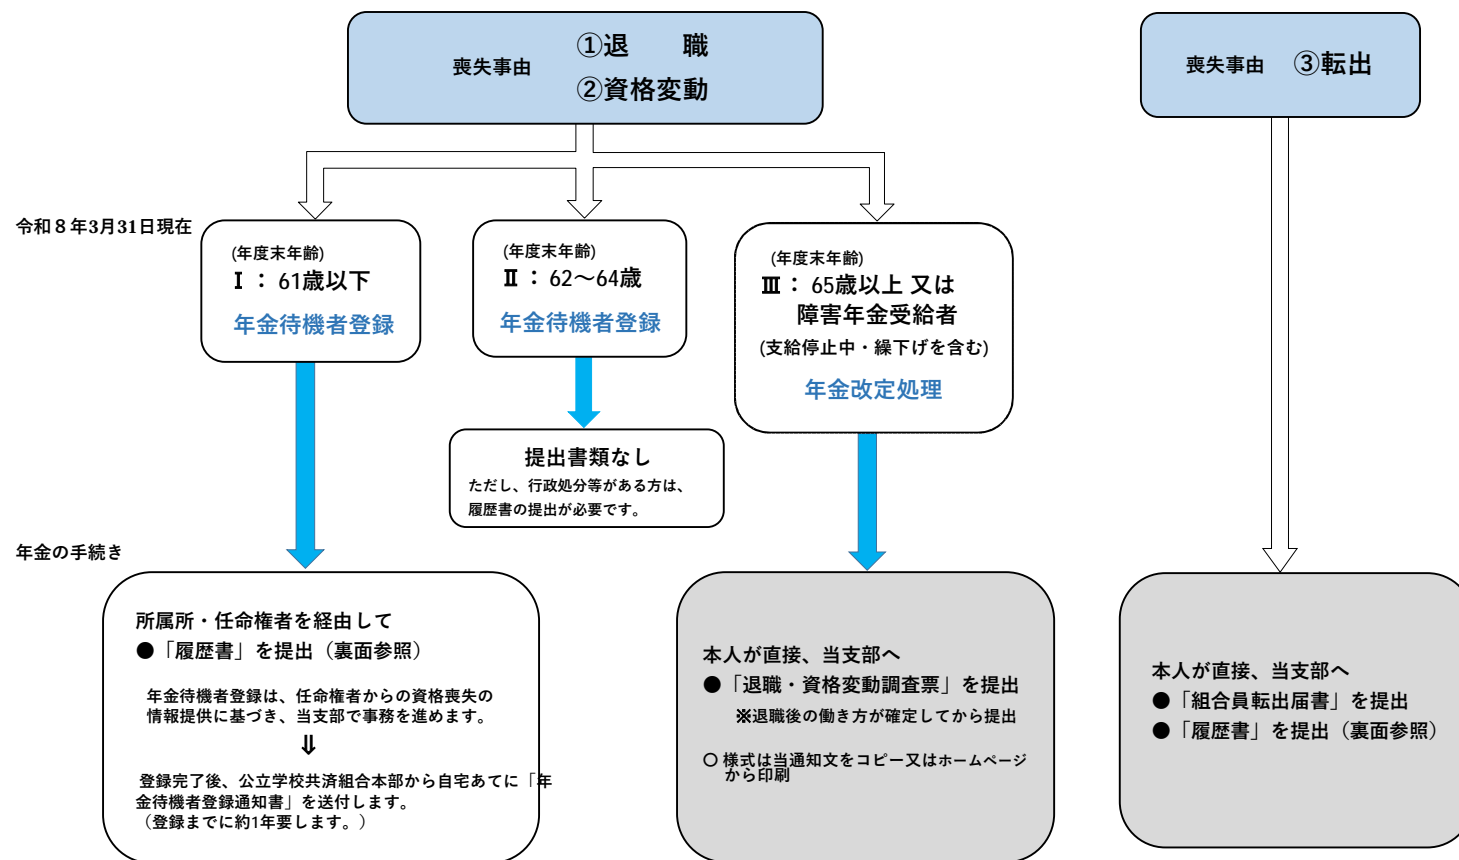 喪失事由
①退　　職
②資格変動
喪失事由　③転出
令和８年3月31日現在
(年度末年齢)
Ⅰ ： 61歳以下
年金待機者登録
(年度末年齢)
Ⅱ ： 62～64歳
年金待機者登録
(年度末年齢)
Ⅲ ： 65歳以上 又は
障害年金受給者
(支給停止中・繰下げを含む)
年金改定処理
提出書類なし
ただし、行政処分等がある方は、
履歴書の提出が必要です。
年金の手続き
所属所・任命権者を経由して
●「履歴書」を提出（裏面参照）
年金待機者登録は、任命権者からの資格喪失の
情報提供に基づき、当支部で事務を進めます。
⇓
登録完了後、公立学校共済組合本部から自宅あてに「年
金待機者登録通知書」を送付します。
（登録までに約1年要します。）
本人が直接、当支部へ
●「退職・資格変動調査票」を提出
※退職後の働き方が確定してから提出
〇 様式は当通知文をコピー又はホームページ
から印刷
本人が直接、当支部へ
●「組合員転出届書」を提出
●「履歴書」を提出（裏面参照）